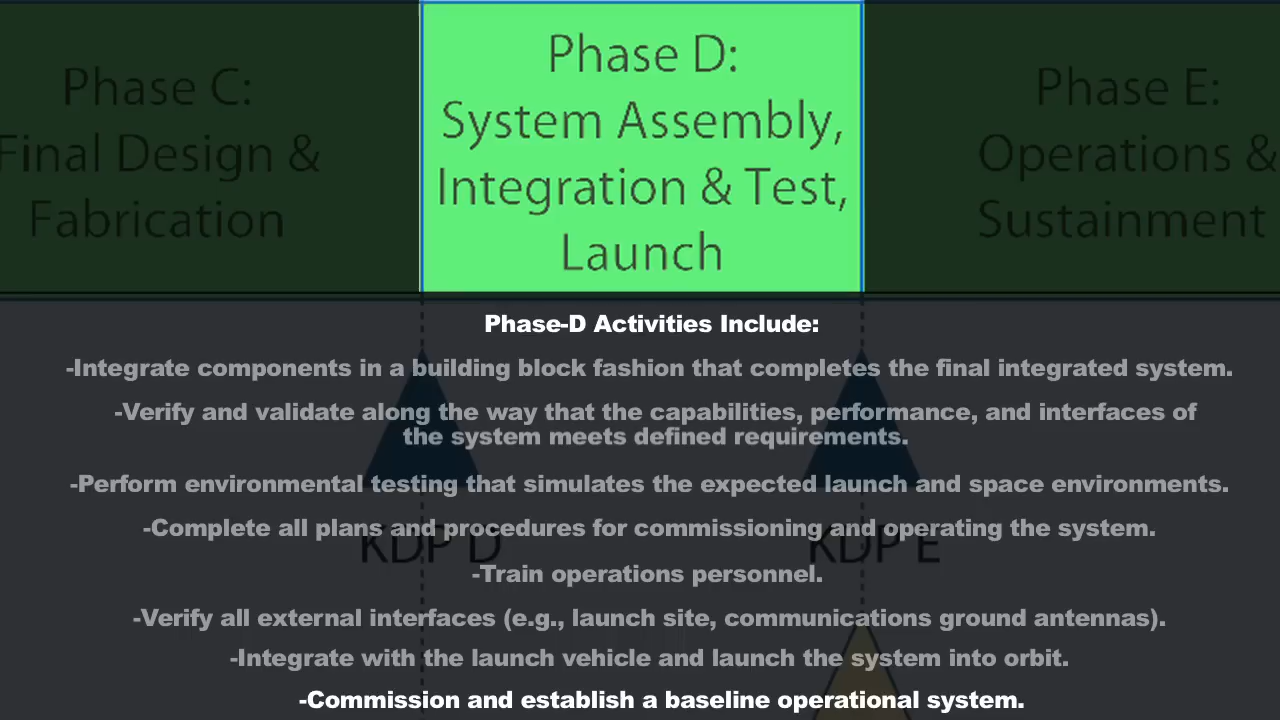 Phase C:
Final Design &
Fabrication
Phase D:
System Assembly,
Integration & Test,
Launch
Phase E:
Operations &
Sustainment
Phase-D Activities Include:
-Integrate components in a building block fashion that completes the final integrated system.
-Verify and validate along the way that the capabilities, performance, and interfaces of
the system meets defined requirements.
-Perform environmental testing that simulates the expected launch and space environments.
-Complete all plans and procedures for commissioning and operating the system.
KDP D
KDP E
-Train operations personnel.
-Verify all external interfaces (e.g., launch site, communications ground antennas).
-Integrate with the launch vehicle and launch the system into orbit.
-Commission and establish a baseline operational system.